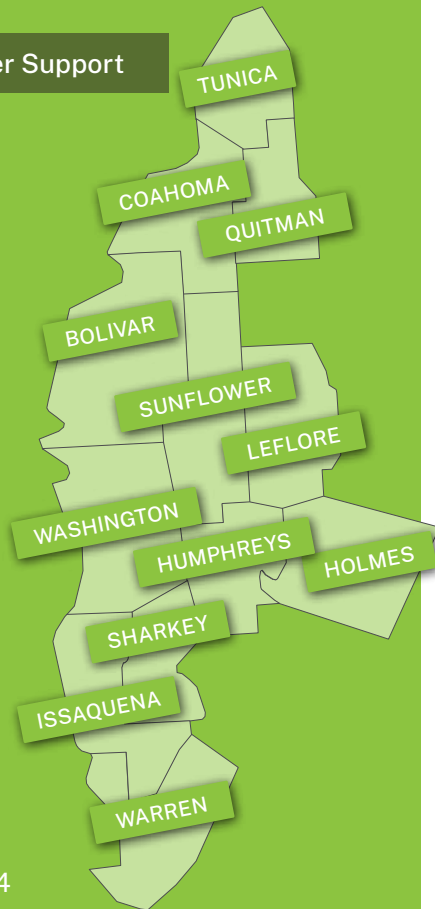 er Support
TUNICA
COAHOMA
QUITMAN
BOLIVAR
SUNFLOWER
LEFLORE
WASHINGTON
HUMPHREYS
HOLMES
SHARKEY
ISSAQUENA
WARREN
4